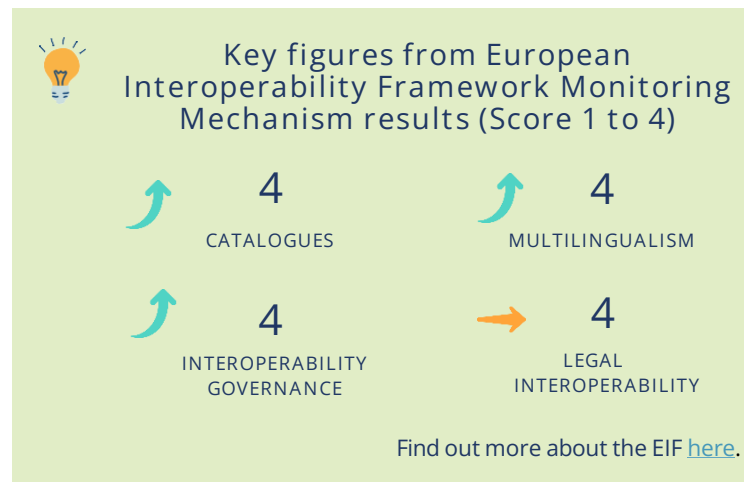 Key figures from European
Interoperability Framework Monitoring
Mechanism results (Score 1 to 4)
4
CATALOGUES
4
MULTILINGUALISM
4
INTEROPERABILITY
GOVERNANCE
4
LEGAL
INTEROPERABILITY
Find out more about the EIF here.